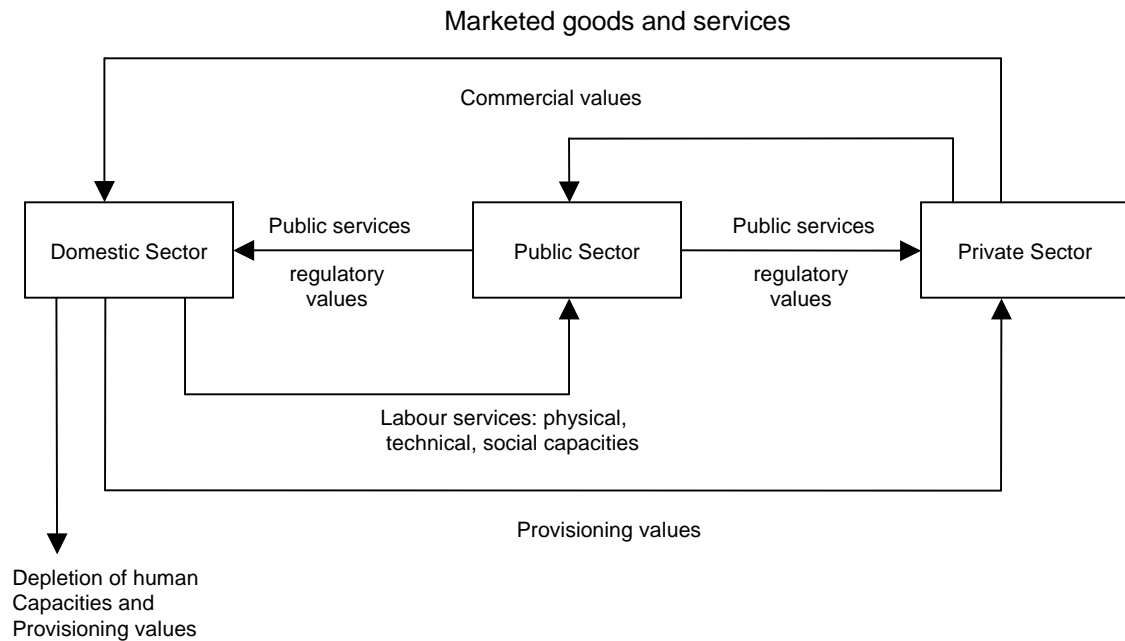 Marketed goods and services
Commercial values
Public services
Public services
Domestic Sector
Public Sector
Private Sector
regulatory
values
regulatory
values
Labour services: physical,
technical, social capacities
Provisioning values
Depletion of human
Capacities and
Provisioning values